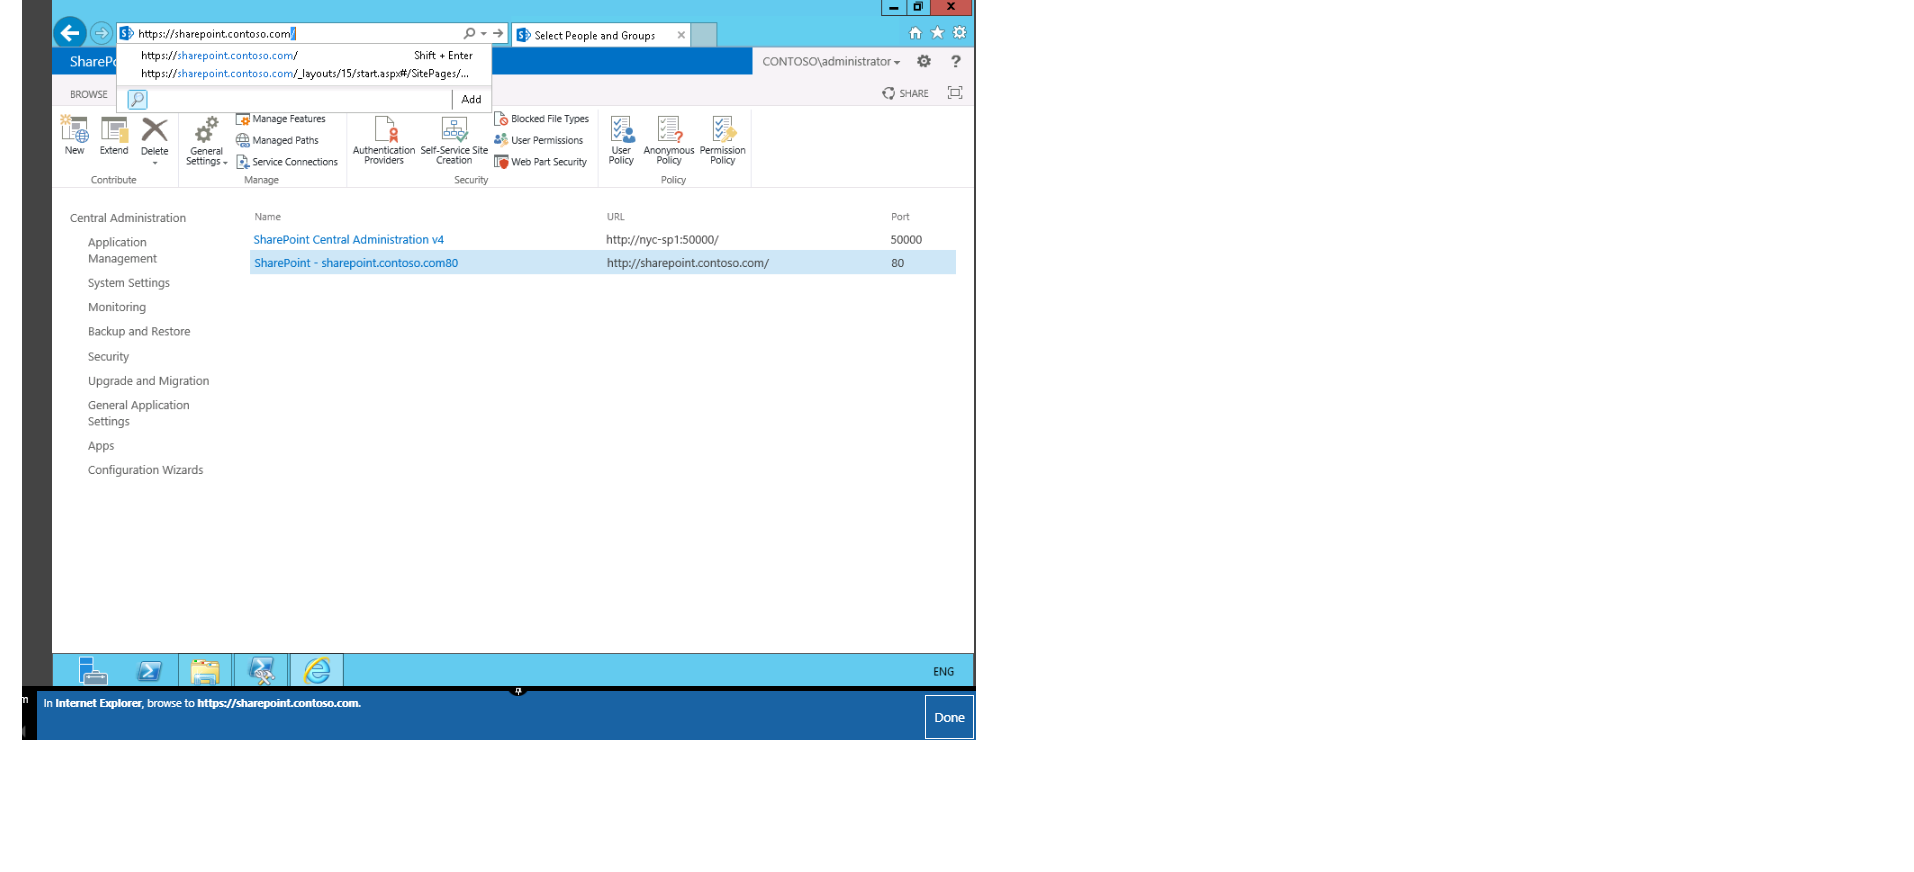 https://sharepoint.contoso.com/
Select People and Groups
https://sharepoint.contoso.com/ Shift + Enter
https://sharepoint.contoso.com/_layouts/15/start.aspx#/SitePages/...
Add
SharePo
CONTOSO\administrator
?
BROWSE
SHARE
New
Extend
Delete
Contribute
General
Settings
Manage Features
Managed Paths
Service Connections
Manage
Authentication
Providers
Self-Service Site
Creation
Blocked File Types
User Permissions
Web Part Security
Security
User
Policy
Anonymous
Policy
Permission
Policy
Policy
Central Administration
Application
Management
System Settings
Monitoring
Backup and Restore
Security
Upgrade and Migration
General Application
Settings
Apps
Configuration Wizards
Name URL Port
SharePoint Central Administration v4 http://nyc-sp1:50000/ 50000
SharePoint - sharepoint.contoso.com80 http://sharepoint.contoso.com/ 80
ENG
In Internet Explorer, browse to https://sharepoint.contoso.com.
Done